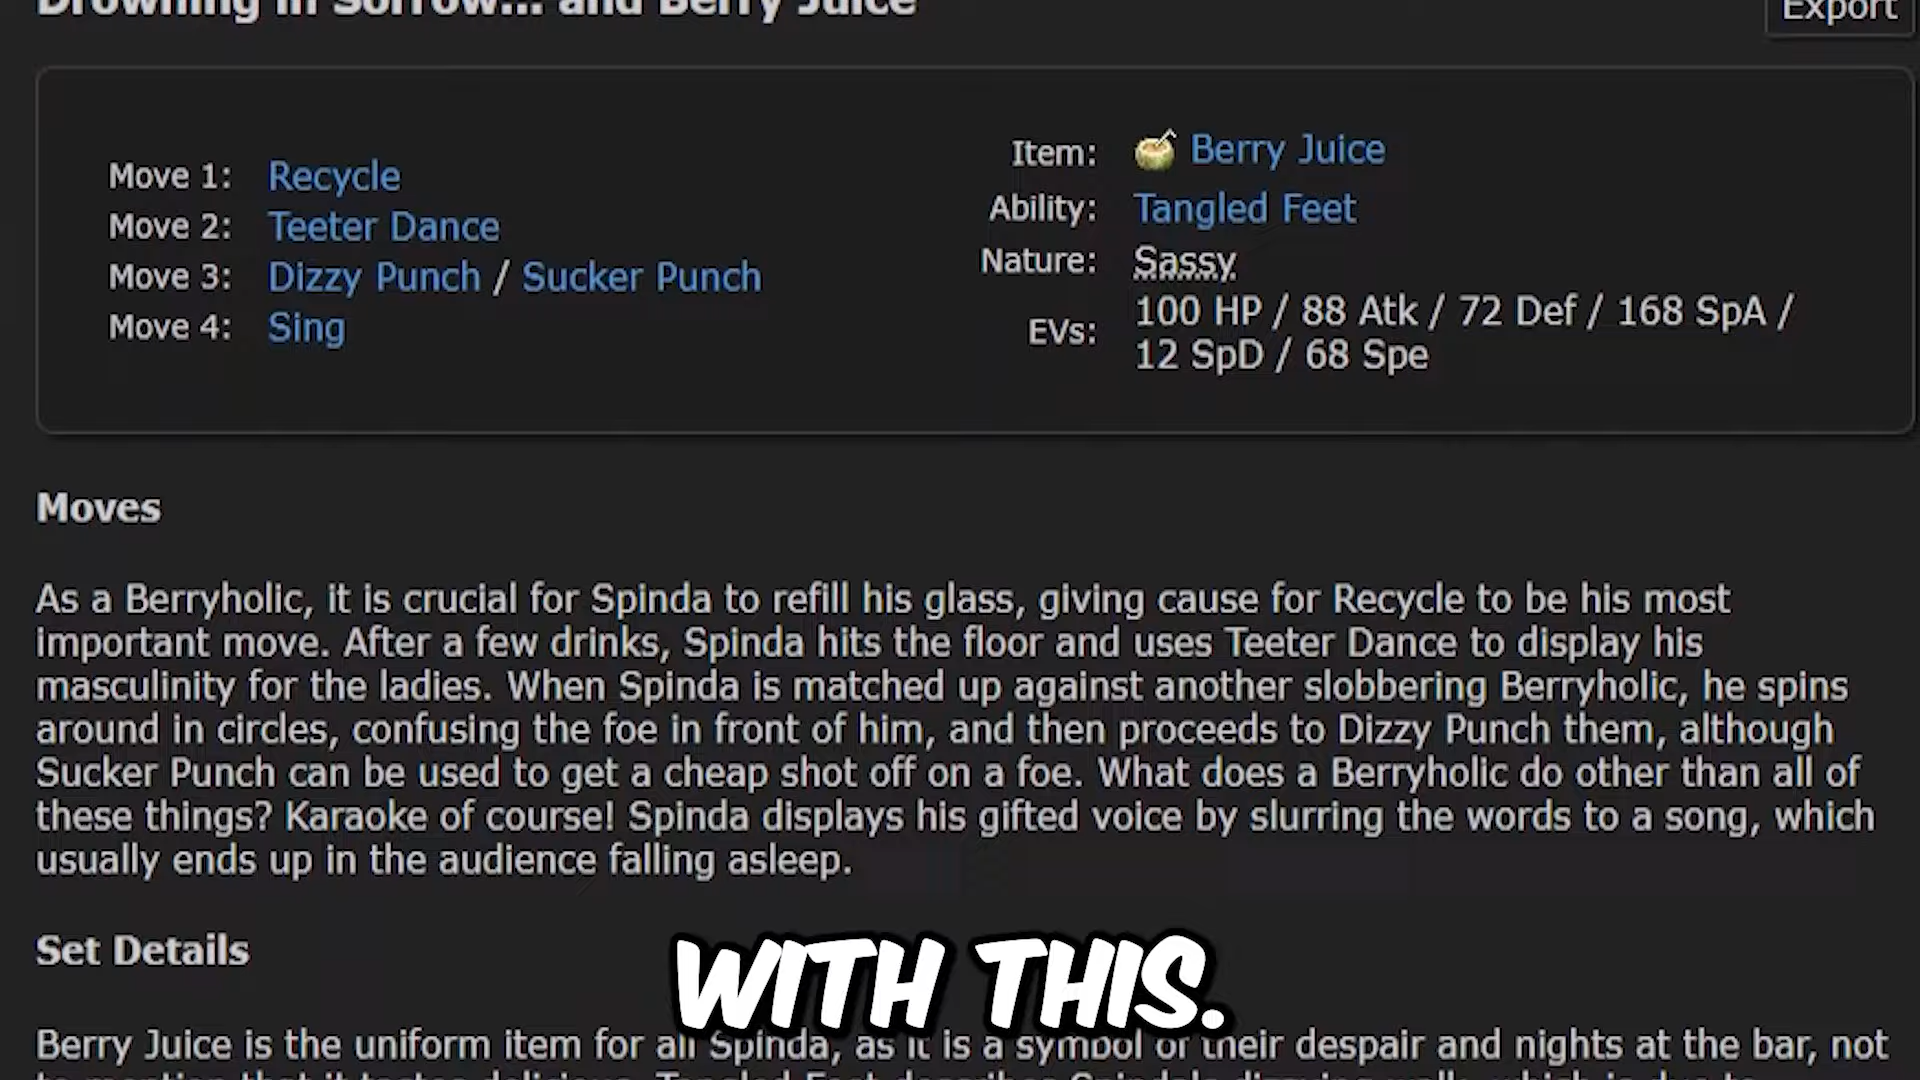 Drowning in Sorrow... and Berry Juice
Export
Move 1: Recycle
Move 2: Teeter Dance
Move 3: Dizzy Punch / Sucker Punch
Move 4: Sing
Item: Berry Juice
Ability: Tangled Feet
Nature: Sassy
EVs: 100 HP / 88 Atk / 72 Def / 168 SpA /
12 SpD / 68 Spe
Moves
As a Berryholic, it is crucial for Spinda to refill his glass, giving cause for Recycle to be his most
important move. After a few drinks, Spinda hits the floor and uses Teeter Dance to display his
masculinity for the ladies. When Spinda is matched up against another slobbering Berryholic, he spins
around in circles, confusing the foe in front of him, and then proceeds to Dizzy Punch them, although
Sucker Punch can be used to get a cheap shot off on a foe. What does a Berryholic do other than all of
these things? Karaoke of course! Spinda displays his gifted voice by slurring the words to a song, which
usually ends up in the audience falling asleep.
Set Details
WITH THIS.
Berry Juice is the uniform item for all Spinda, as it is a symbol of their despair and nights at the bar, not